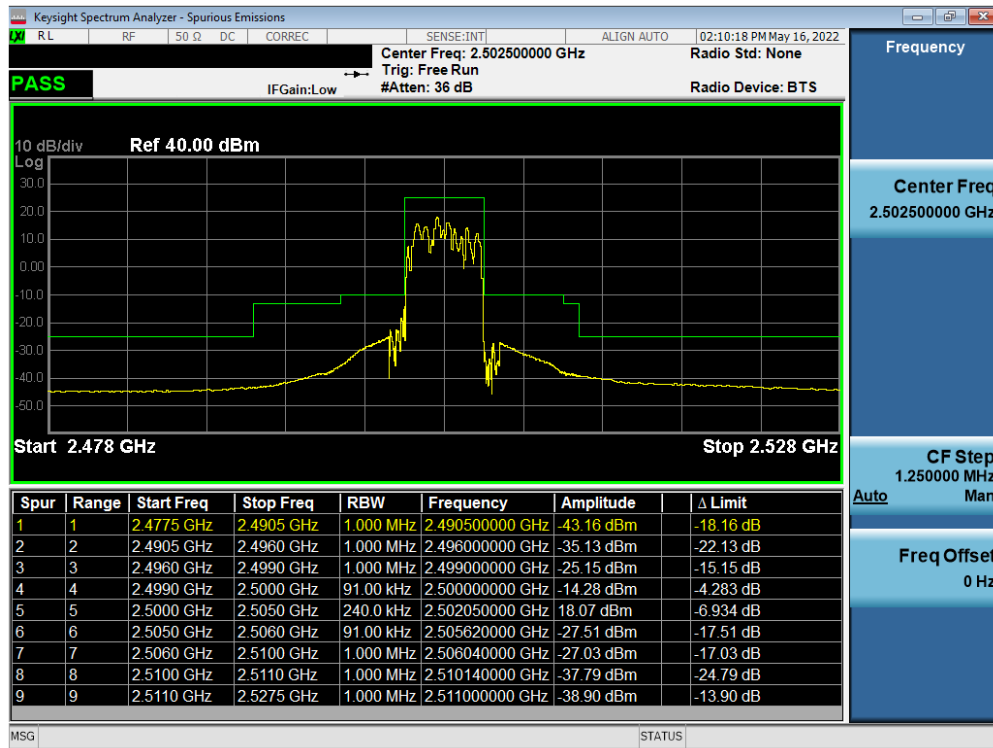 Keysight Spectrum Analyzer - Spurious Emissions
LXI RL RF 50 Ω DC CORREC SENSE:INT ALIGN AUTO 02:10:18 PM May 16, 2022
Center Freq: 2.502500000 GHz Radio Std: None
Trig: Free Run
PASS IFGain:Low #Atten: 36 dB Radio Device: BTS
10 dB/div Ref 40.00 dBm
Log
30.0
20.0
10.0
0.00
-10.0
-20.0
-30.0
-40.0
-50.0
Start 2.478 GHz Stop 2.528 GHz
Spur Range Start Freq Stop Freq RBW Frequency Amplitude Δ Limit
1 1 2.4775 GHz 2.4905 GHz 1.000 MHz 2.490500000 GHz -43.16 dBm -18.16 dB
2 2 2.4905 GHz 2.4960 GHz 1.000 MHz 2.496000000 GHz -35.13 dBm -22.13 dB
3 3 2.4960 GHz 2.4990 GHz 1.000 MHz 2.499000000 GHz -25.15 dBm -15.15 dB
4 4 2.4990 GHz 2.5000 GHz 91.00 kHz 2.500000000 GHz -14.28 dBm -4.283 dB
5 5 2.5000 GHz 2.5050 GHz 240.0 kHz 2.502050000 GHz 18.07 dBm -6.934 dB
6 6 2.5050 GHz 2.5060 GHz 91.00 kHz 2.505620000 GHz -27.51 dBm -17.51 dB
7 7 2.5060 GHz 2.5100 GHz 1.000 MHz 2.506040000 GHz -27.03 dBm -17.03 dB
8 8 2.5100 GHz 2.5110 GHz 1.000 MHz 2.510140000 GHz -37.79 dBm -24.79 dB
9 9 2.5110 GHz 2.5275 GHz 1.000 MHz 2.511000000 GHz -38.90 dBm -13.90 dB
MSG STATUS
Frequency
Center Freq
2.502500000 GHz
CF Step
1.250000 MHz
Auto Man
Freq Offset
0 Hz